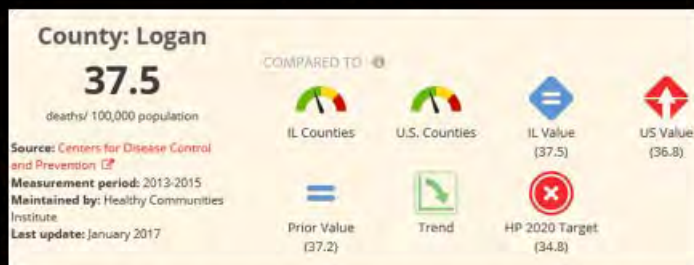 County: Logan
37.5
deaths/ 100,000 population
Source: Centers for Disease Control
and Prevention
Measurement period: 2013-2015
Maintained by: Healthy Communities
Institute
Last update: January 2017
COMPARED TO
IL Counties
U.S. Counties
IL Value
(37.5)
US Value
(36.8)
Prior Value
(37.2)
Trend
HP 2020 Target
(34.8)